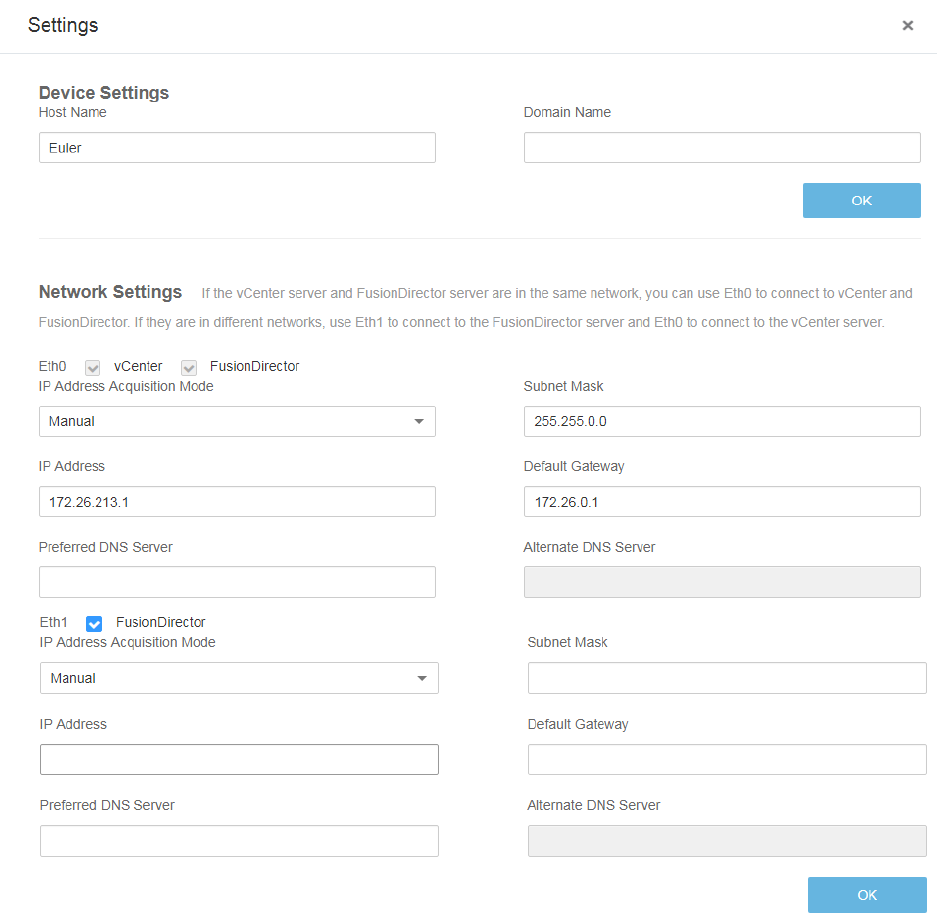 Settings
×
Device Settings
Host Name
Domain Name
Euler
OK
Network Settings If the vCenter server and FusionDirector server are in the same network, you can use Eth0 to connect to vCenter and
FusionDirector. If they are in different networks, use Eth1 to connect to the FusionDirector server and Eth0 to connect to the vCenter server.
Eth0 vCenter FusionDirector
IP Address Acquisition Mode
Subnet Mask
Manual
255.255.0.0
IP Address
Default Gateway
172.26.213.1
172.26.0.1
Preferred DNS Server
Alternate DNS Server
Eth1 FusionDirector
IP Address Acquisition Mode
Subnet Mask
Manual
IP Address
Default Gateway
Preferred DNS Server
Alternate DNS Server
OK